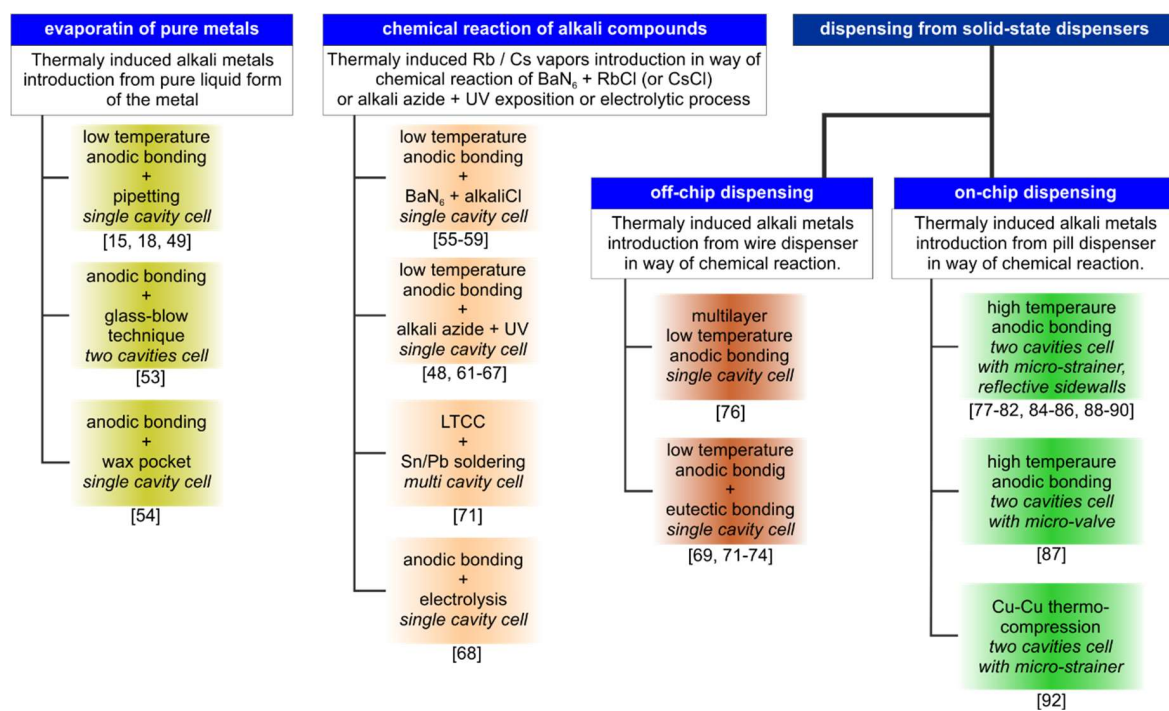 evaporatin of pure metals
Thermaly induced alkali metals
introduction from pure liquid form
of the metal
low temperature
anodic bonding
+
pipetting
single cavity cell
[15, 18, 49]
anodic bonding
+
glass-blow
technique
two cavities cell
[53]
anodic bonding
+
wax pocket
single cavity cell
[54]
chemical reaction of alkali compounds
Thermaly induced Rb / Cs vapors introduction in way of
chemical reaction of BaN₆ + RbCl (or CsCl)
or alkali azide + UV exposition or electrolytic process
low temperature
anodic bonding
+
BaN₆ + alkaliCl
single cavity cell
[55-59]
low temperature
anodic bonding
+
alkali azide + UV
single cavity cell
[48, 61-67]
LTCC
+
Sn/Pb soldering
multi cavity cell
[71]
anodic bonding
+
electrolysis
single cavity cell
[68]
dispensing from solid-state dispensers
off-chip dispensing
Thermaly induced alkali metals
introduction from wire dispenser
in way of chemical reaction.
multilayer
low temperature
anodic bonding
single cavity cell
[76]
low temperature
anodic bondig
+
eutectic bonding
single cavity cell
[69, 71-74]
on-chip dispensing
Thermaly induced alkali metals
introduction from pill dispenser
in way of chemical reaction.
high temperaure
anodic bonding
two cavities cell
with micro-strainer,
reflective sidewalls
[77-82, 84-86, 88-90]
high temperaure
anodic bonding
two cavities cell
with micro-valve
[87]
Cu-Cu thermo-
compression
two cavities cell
with micro-strainer
[92]